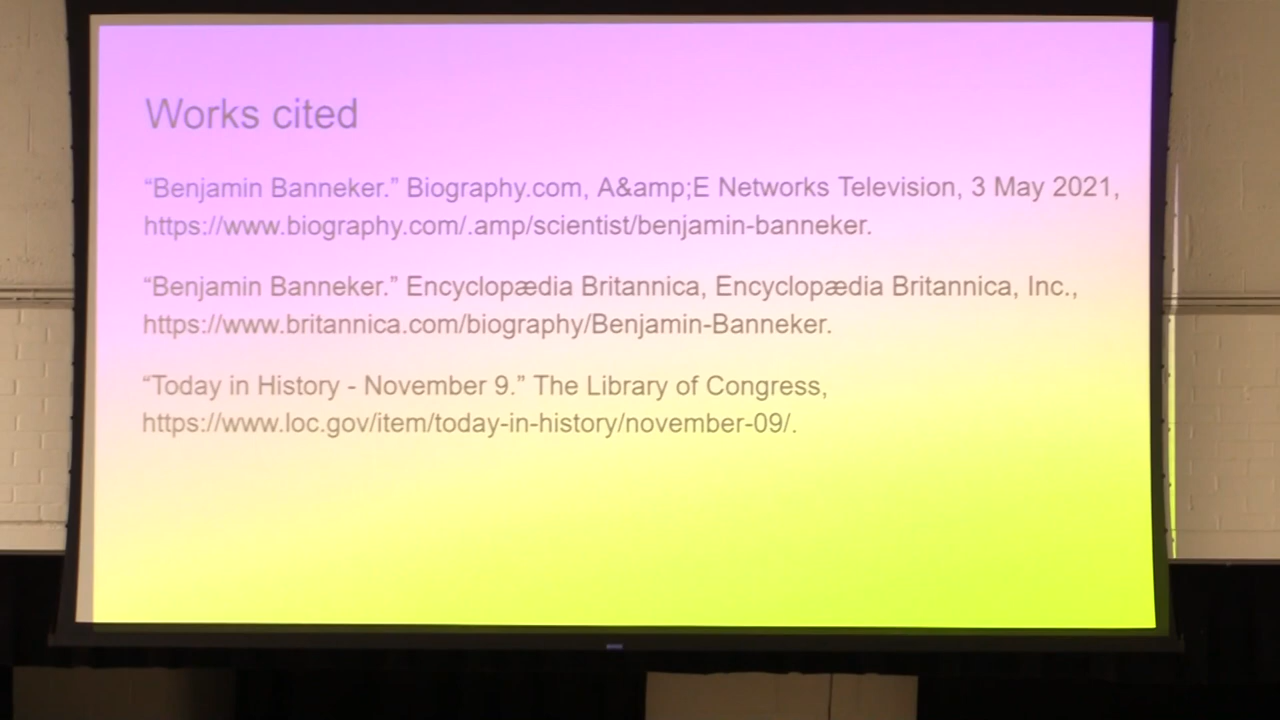 Works cited
“Benjamin Banneker.” Biography.com, A&amp;E Networks Television, 3 May 2021,
https://www.biography.com/.amp/scientist/benjamin-banneker.
“Benjamin Banneker.” Encyclopædia Britannica, Encyclopædia Britannica, Inc.,
https://www.britannica.com/biography/Benjamin-Banneker.
“Today in History - November 9.” The Library of Congress,
https://www.loc.gov/item/today-in-history/november-09/.